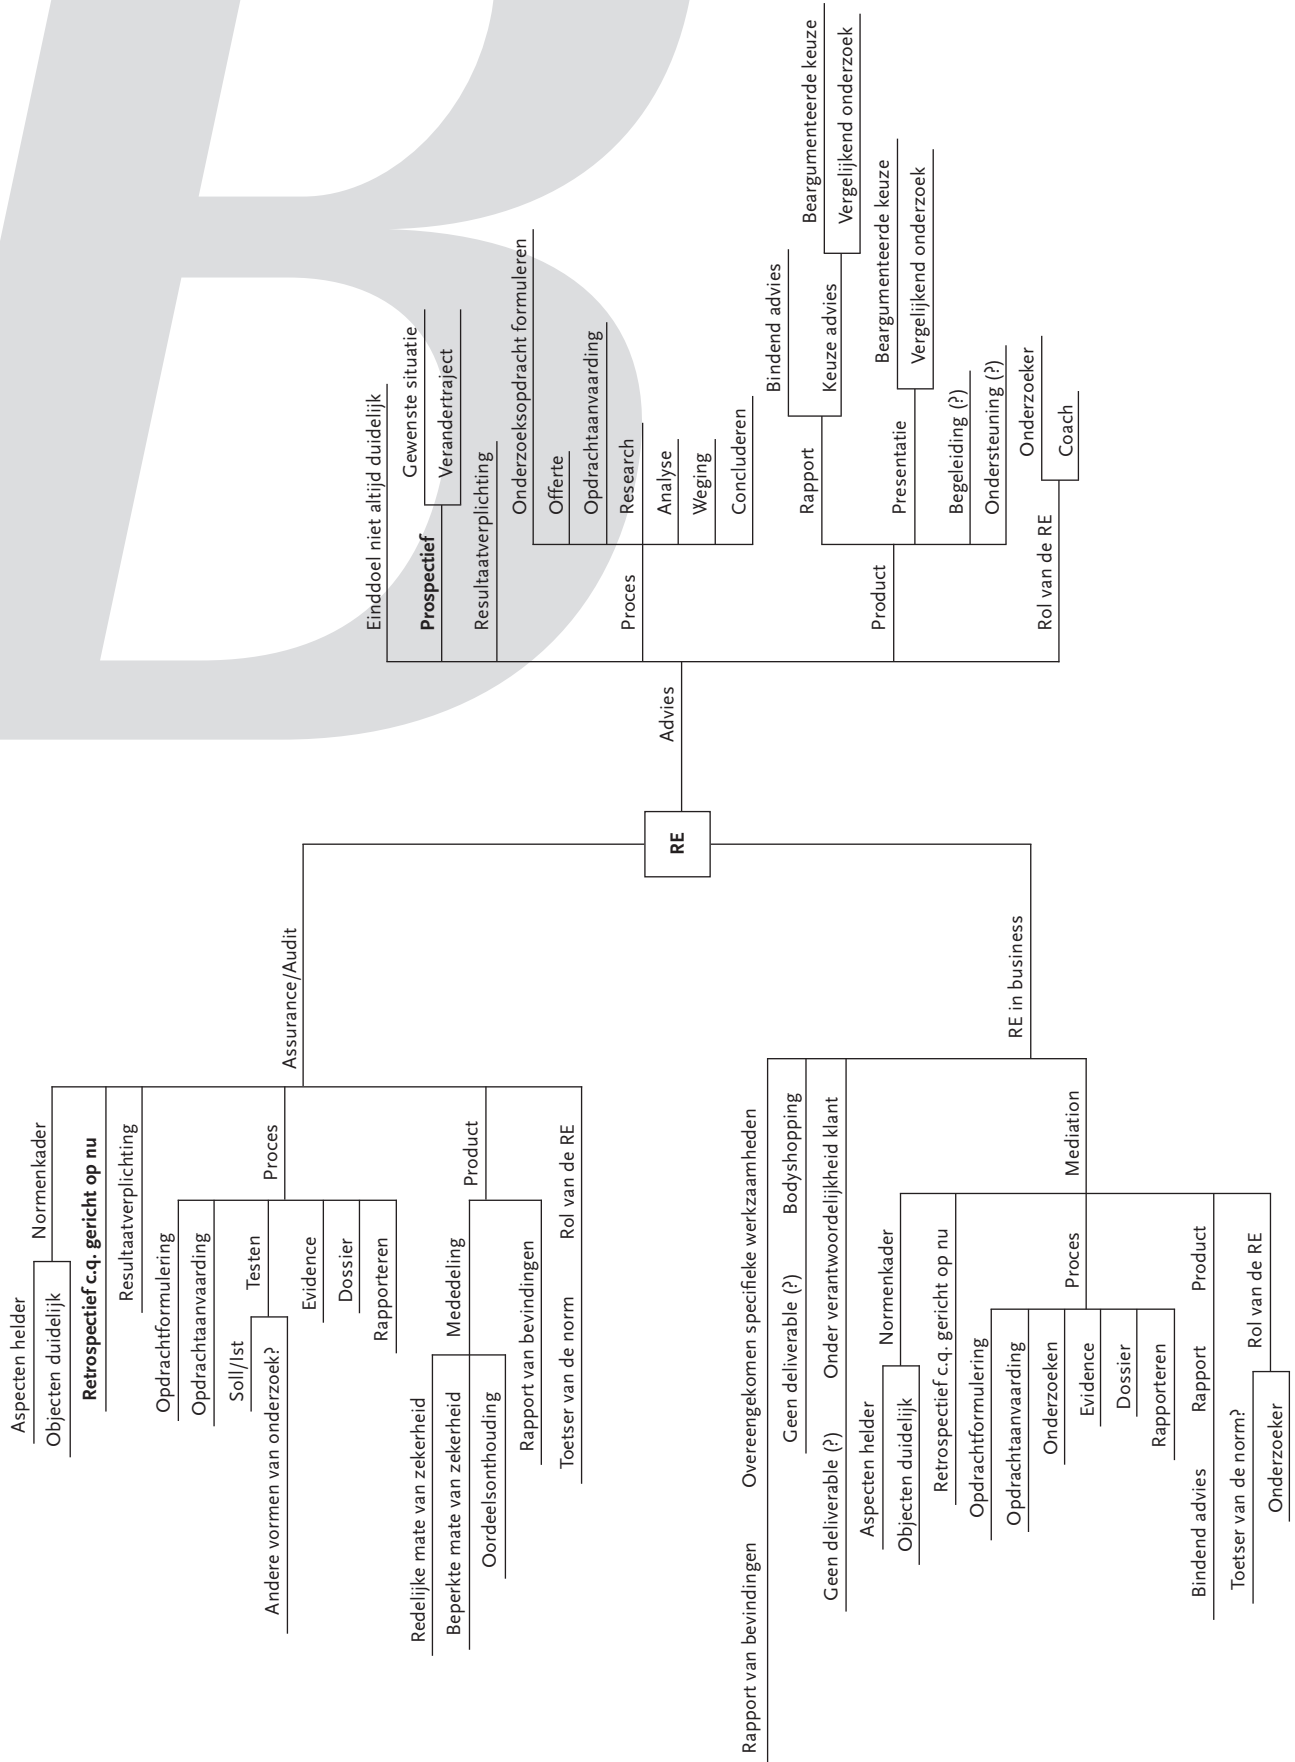 RE
Assurance/Audit
Normenkader
Aspecten helder
Objecten duidelijk
Retrospectief c.q. gericht op nu
Resultaatverplichting
Proces
Opdrachtformulering
Opdrachtaanvaarding
Testen
Soll/Ist
Andere vormen van onderzoek?
Evidence
Dossier
Rapporteren
Product
Mededeling
Redelijke mate van zekerheid
Beperkte mate van zekerheid
Oordeelsonthouding
Rapport van bevindingen
Rol van de RE
Toetser van de norm
Advies
Einddoel niet altijd duidelijk
Prospectief
Gewenste situatie
Verandertraject
Resultaatverplichting
Proces
Onderzoeksopdracht formuleren
Offerte
Opdrachtaanvaarding
Research
Analyse
Weging
Concluderen
Product
Rapport
Bindend advies
Keuze advies
Beargumenteerde keuze
Vergelijkend onderzoek
Presentatie
Beargumenteerde keuze
Vergelijkend onderzoek
Begeleiding (?)
Ondersteuning (?)
Rol van de RE
Onderzoeker
Coach
RE in business
Overeengekomen specifieke werkzaamheden
Rapport van bevindingen
Bodyshopping
Geen deliverable (?)
Onder verantwoordelijkheid klant
Geen deliverable (?)
Mediation
Normenkader
Aspecten helder
Objecten duidelijk
Retrospectief c.q. gericht op nu
Proces
Opdrachtformulering
Opdrachtaanvaarding
Onderzoeken
Evidence
Dossier
Rapporteren
Product
Rapport
Bindend advies
Rol van de RE
Toetser van de norm?
Onderzoeker